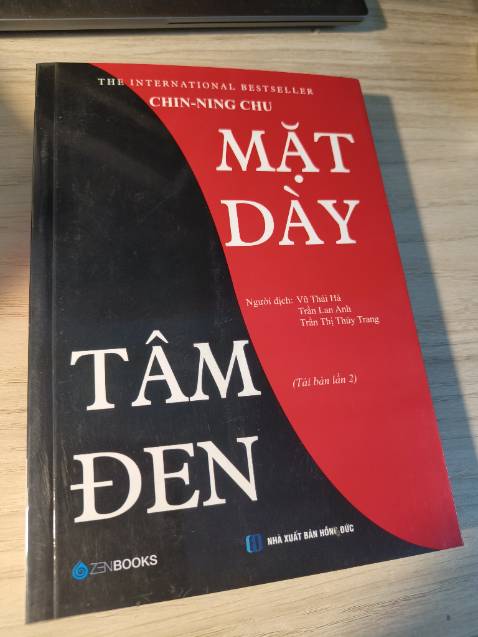 THE INTERNATIONAL BESTSELLER
CHIN-NING CHU
MẶT
DÀY
Người dịch: Vũ Thái Hà
Trần Lan Anh
Trần Thị Thùy Trang
TÂM
ĐEN
(Tái bản lần 2)
NHÀ XUẤT BẢN HỒNG ĐỨC
ZENBOOKS